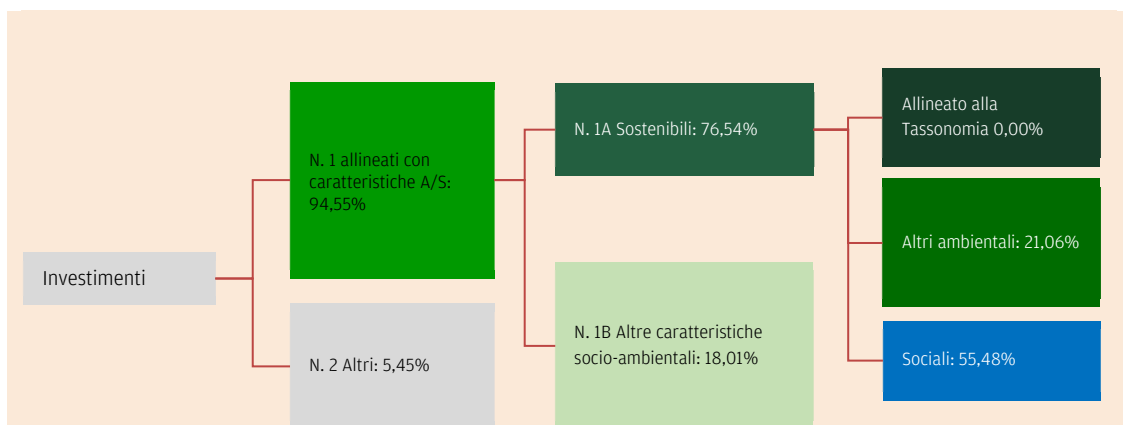 Investimenti
N. 1 allineati con
caratteristiche A/S:
94,55%
N. 2 Altri: 5,45%
N. 1A Sostenibili: 76,54%
N. 1B Altre caratteristiche
socio-ambientali: 18,01%
Allineato alla
Tassonomia 0,00%
Altri ambientali: 21,06%
Sociali: 55,48%